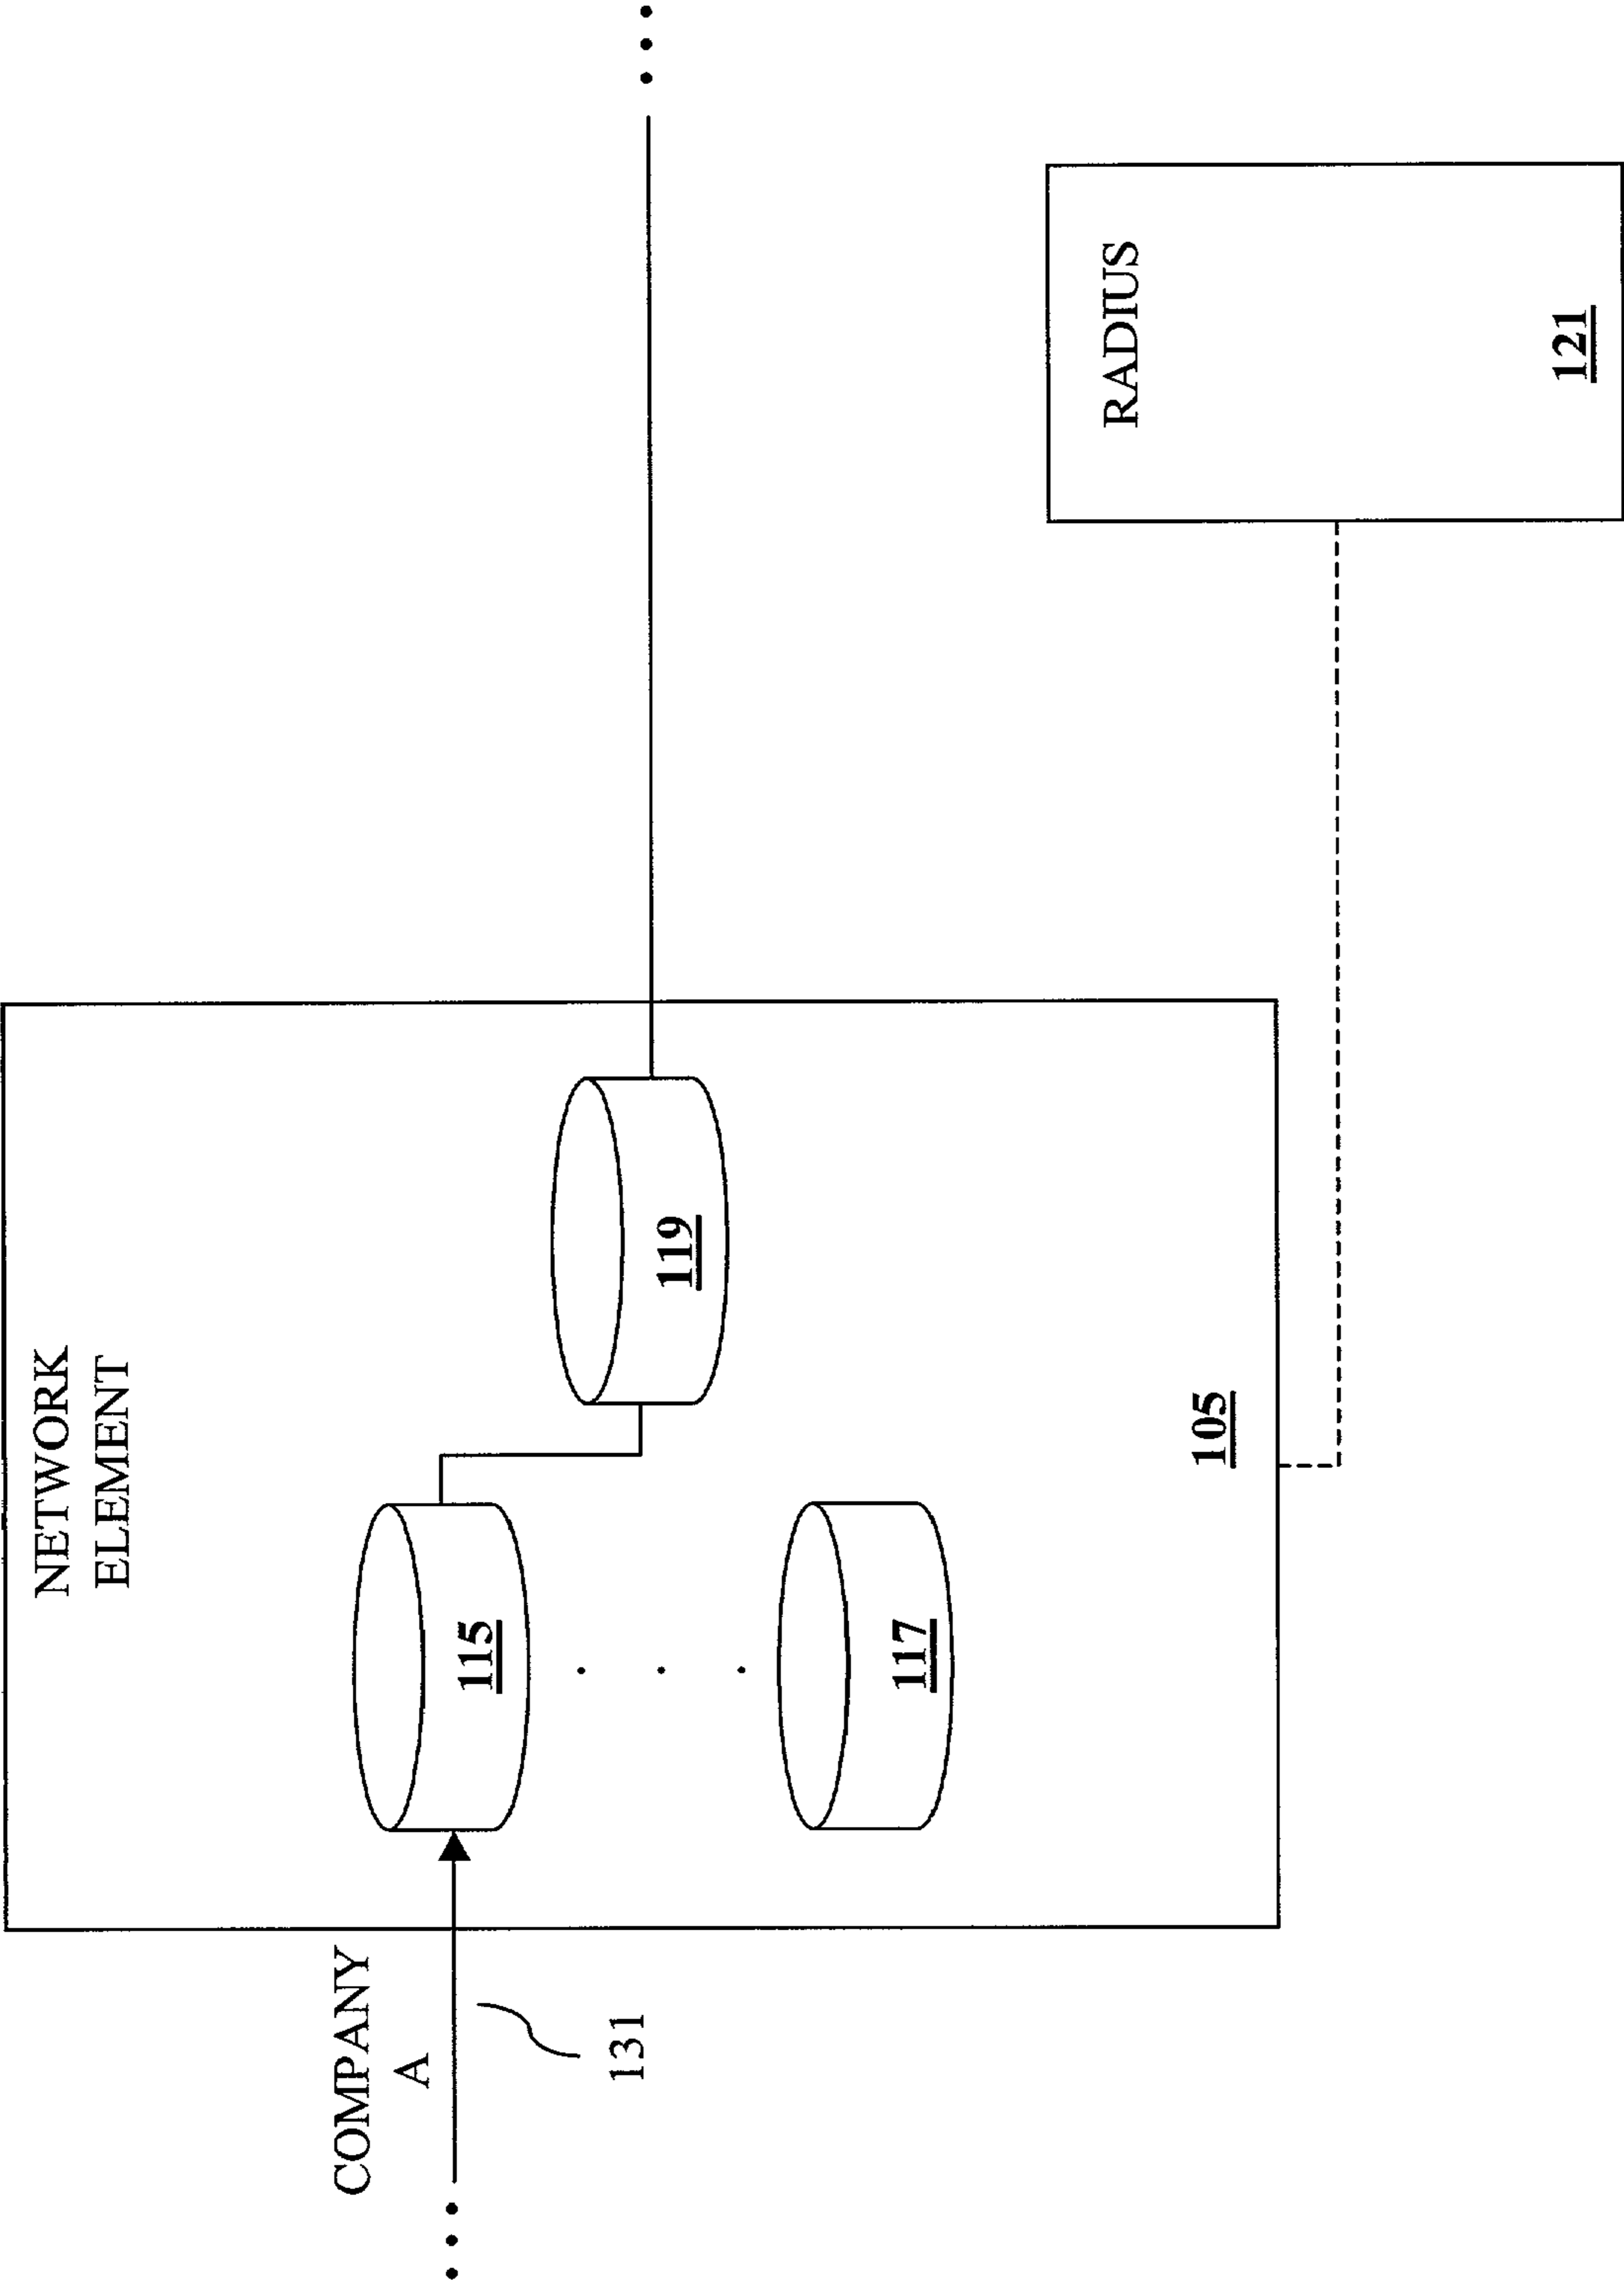 NETWORK
ELEMENT
COMPANY
A
131
115
119
117
105
RADIUS
121